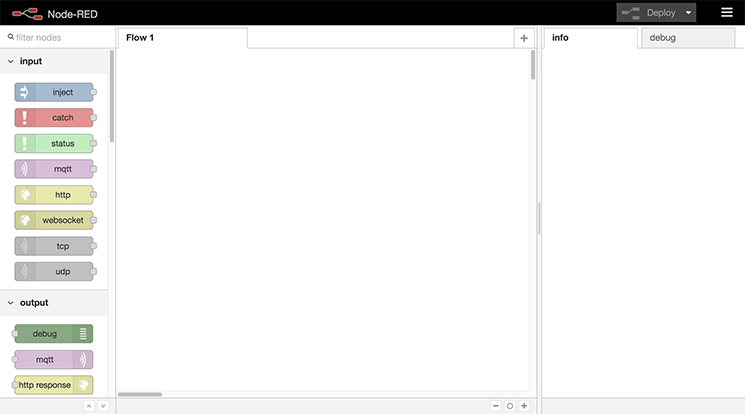 Node-RED
Deploy
filter nodes
Flow 1
info
debug
input
inject
catch
status
mqtt
http
websocket
tcp
udp
output
debug
mqtt
http response